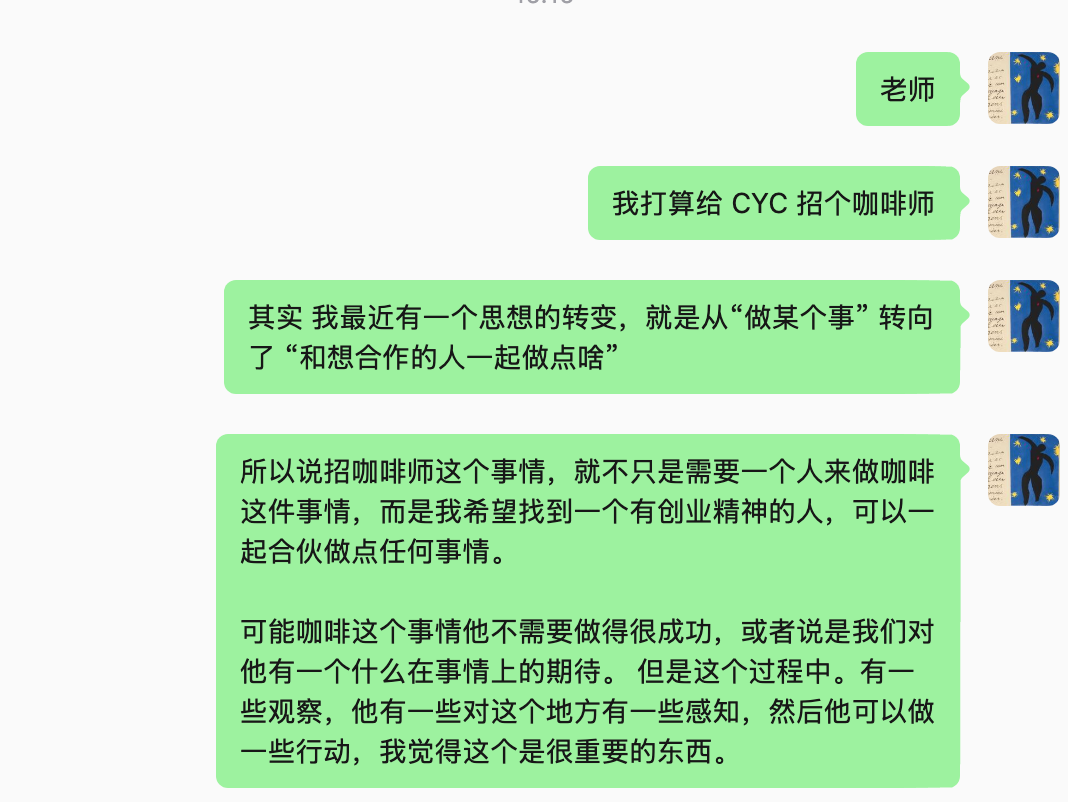 老师
我打算给 CYC 招个咖啡师
其实 我最近有一个思想的转变，就是从“做某个事” 转向
了 “和想合作的人一起做点啥”
所以说招咖啡师这个事情，就不只是需要一个人来做咖啡
这件事情，而是我希望找到一个有创业精神的人，可以一
起合伙做点任何事情。
可能咖啡这个事情他不需要做得很成功，或者说是我们对
他有一个什么在事情上的期待。 但是这个过程中。有一
些观察，他有一些对这个地方有一些感知，然后他可以做
一些行动，我觉得这个是很重要的东西。